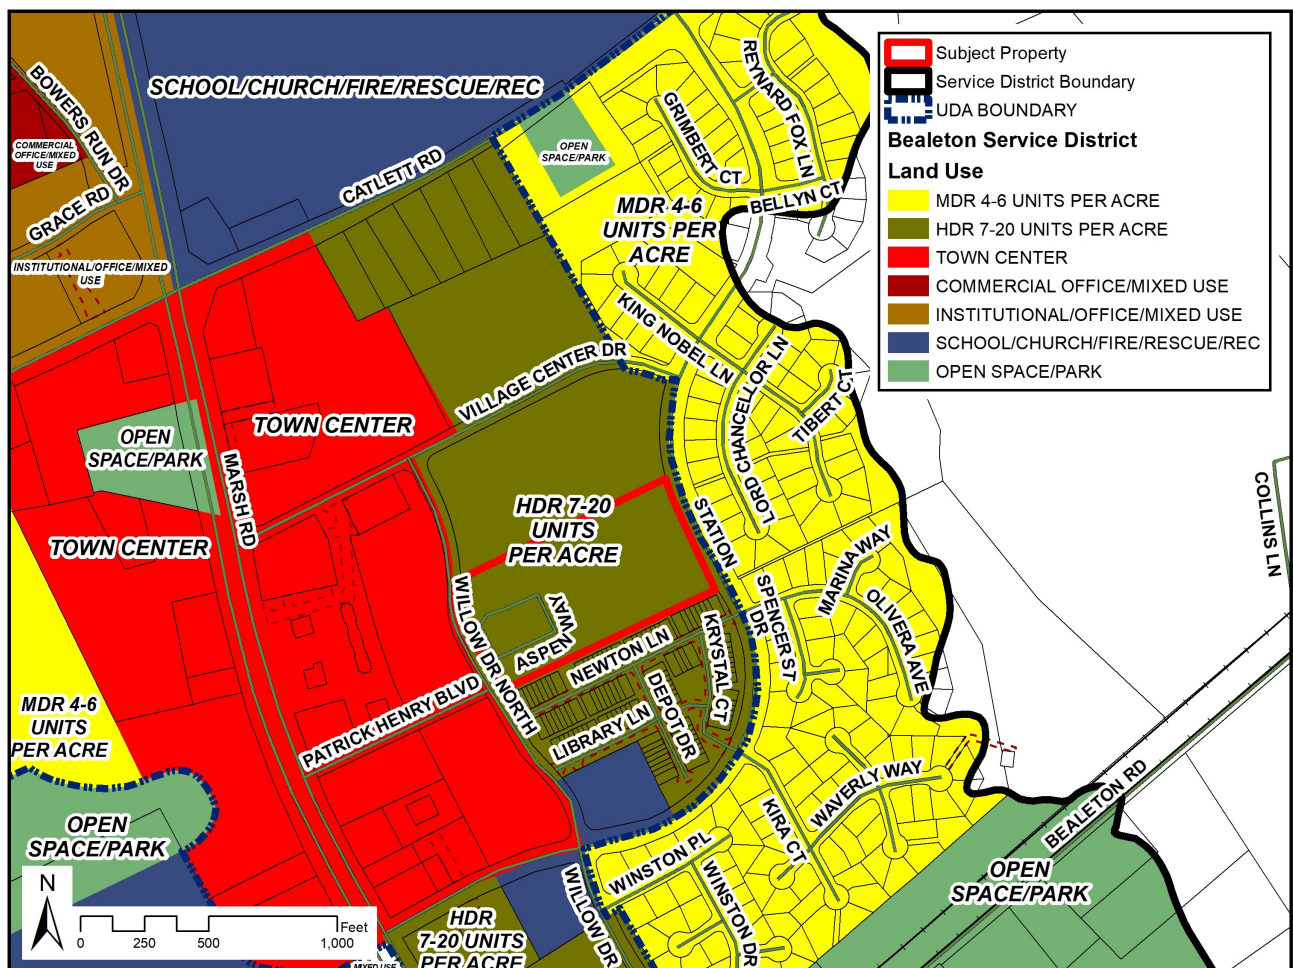 SCHOOL/CHURCH/FIRE/RESCUE/REC
BOWERS RUN DR
COMMERCIAL
OFFICE/MIXED
USE
GRACE RD
INSTITUTIONAL/OFFICE/MIXED
USE
CATLETT RD
OPEN
SPACE/PARK
REYNARD FOX LN
GRIMBERT CT
BELLYN CT
MDR 4-6
UNITS PER
ACRE
KING NOBEL LN
LORD CHANCELLOR LN
TIBERT CT
VILLAGE CENTER DR
TOWN CENTER
OPEN
SPACE/PARK
MARSH RD
TOWN CENTER
HDR 7-20
UNITS
PER ACRE
STATION
DR
SPENCER ST
MARINA WAY
OLIVERA AVE
COLLINS LN
WILLOW DR NORTH
ASPEN WAY
NEWTON LN
KRYSTAL CT
PATRICK HENRY BLVD
LIBRARY LN
DEPOT DR
MDR 4-6
UNITS
PER ACRE
WAVERLY WAY
KIRA CT
BEALETON RD
OPEN
SPACE/PARK
WINSTON PL
WINSTON DR
WILLOW DR
OPEN
SPACE/PARK
HDR
7-20 UNITS
PER ACRE
MIXED USE
N
0 250 500 1,000
Feet
Subject Property
Service District Boundary
UDA BOUNDARY
Bealeton Service District
Land Use
MDR 4-6 UNITS PER ACRE
HDR 7-20 UNITS PER ACRE
TOWN CENTER
COMMERCIAL OFFICE/MIXED USE
INSTITUTIONAL/OFFICE/MIXED USE
SCHOOL/CHURCH/FIRE/RESCUE/REC
OPEN SPACE/PARK